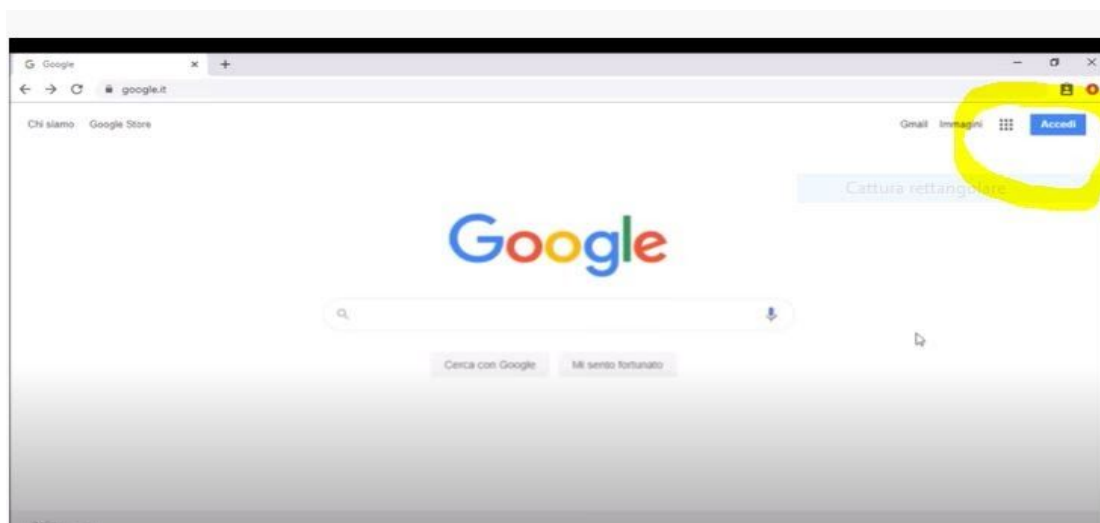 Google
google.it
Chi siamo Google Store
Gmail Immagini Accedi
Cattura rettangolare
Google
Cerca con Google Mi sento fortunato